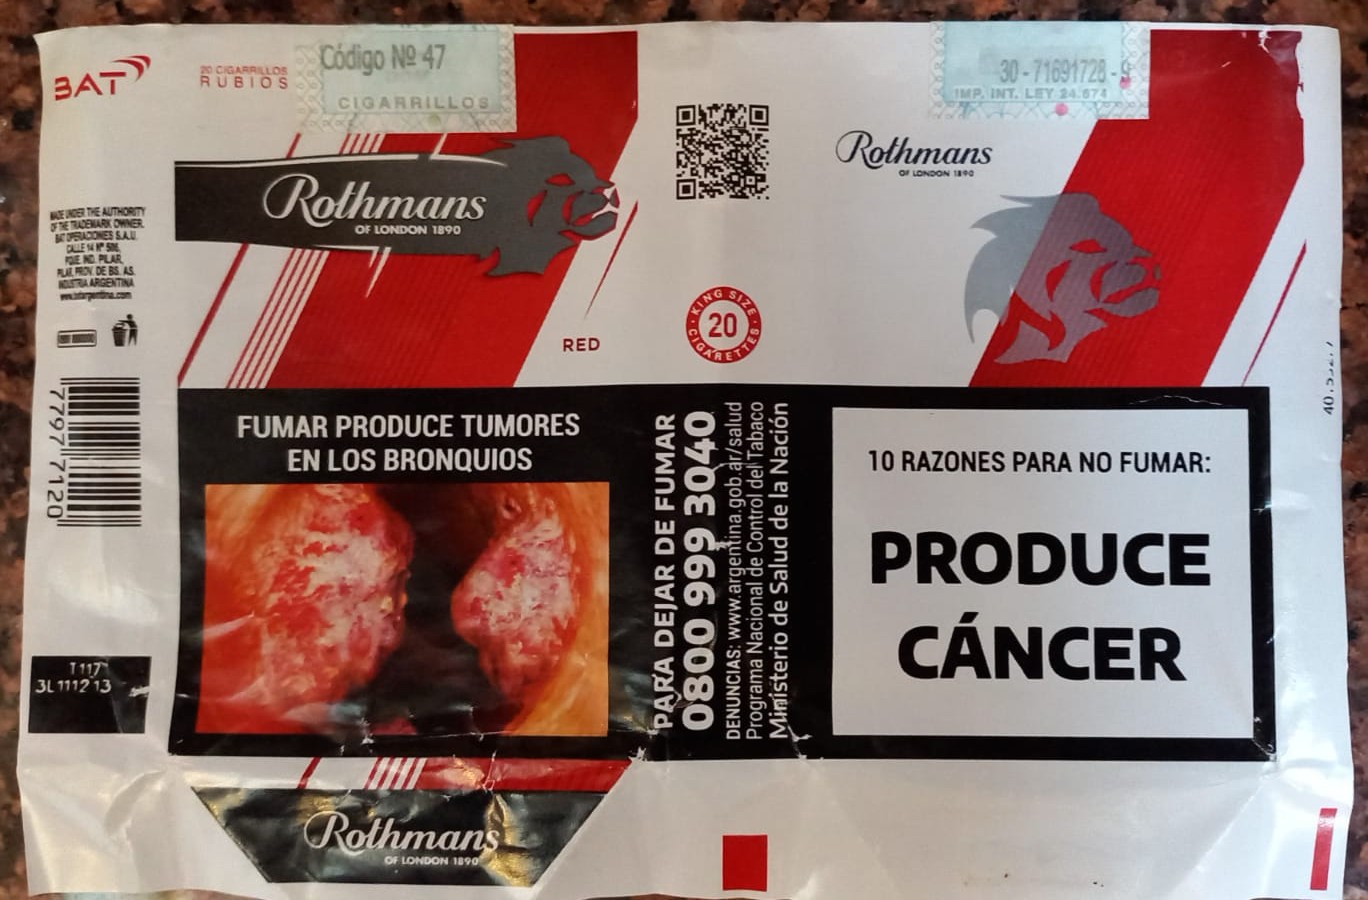 BAT
20 CIGARRILLOS
RUBIOS
Código Nº 47
CIGARRILLOS
30-71691728-9
IMP. INT. LEY 24.674
Rothmans
OF LONDON 1890
RED
KING SIZE
20
CIGARETTES
Rothmans
OF LONDON 1890
MADE UNDER THE AUTHORITY
OF THE TRADEMARK OWNER.
BAT OPERACIONES S.A.U.
CALLE 14 Nº
PQUE. IND. PILAR,
PILAR, PROV. DE BS. AS.
INDUSTRIA ARGENTINA
www.batargentina.com
7797 7120
T117
3L 1112 13
FUMAR PRODUCE TUMORES
EN LOS BRONQUIOS
PARA DEJAR DE FUMAR
0800 999 3040
DENUNCIAS: www.argentina.gob.ar/salud
Programa Nacional de Control del Tabaco
Ministerio de Salud de la Nación
10 RAZONES PARA NO FUMAR:
PRODUCE
CÁNCER
Rothmans
OF LONDON 1890